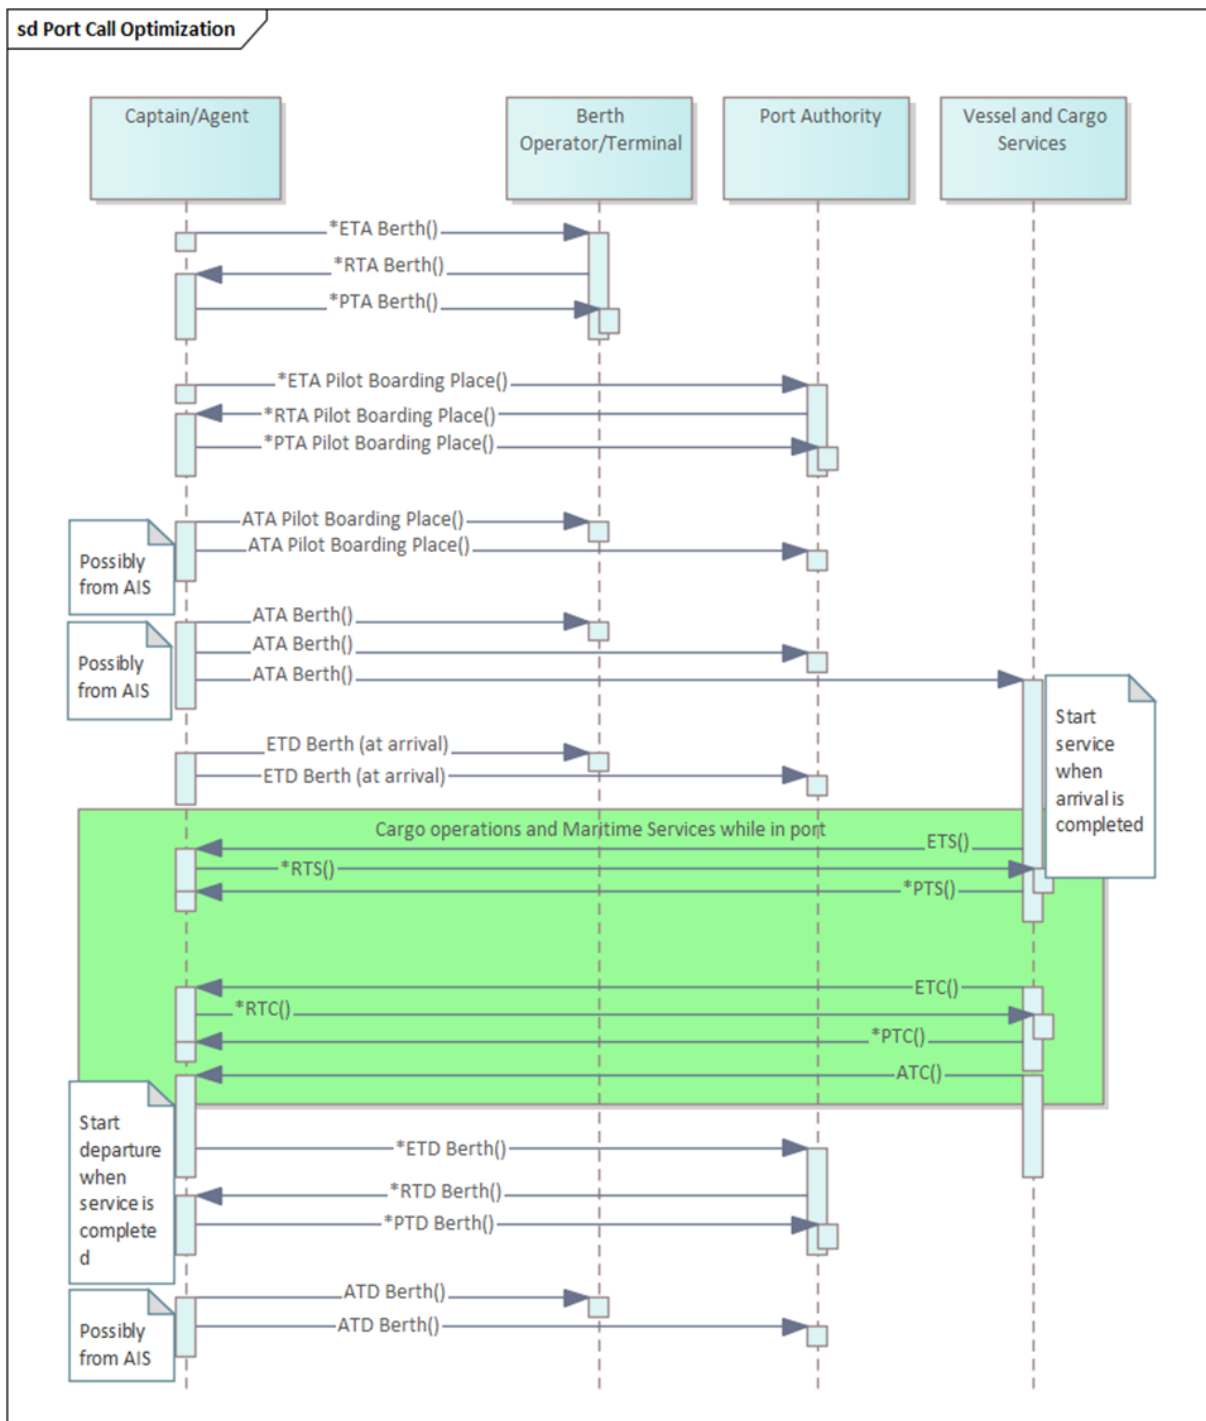 sd Port Call Optimization
Captain/Agent
Berth
Operator/Terminal
Port Authority
Vessel and Cargo
Services
*ETA Berth()
*RTA Berth()
*PTA Berth()
*ETA Pilot Boarding Place()
*RTA Pilot Boarding Place()
*PTA Pilot Boarding Place()
ATA Pilot Boarding Place()
ATA Pilot Boarding Place()
Possibly
from AIS
ATA Berth()
ATA Berth()
ATA Berth()
Possibly
from AIS
Start
service
when
arrival is
completed
ETD Berth (at arrival)
ETD Berth (at arrival)
Cargo operations and Maritime Services while in port
ETS()
*RTS()
*PTS()
ETC()
*RTC()
*PTC()
ATC()
Start
departure
when
service is
complete
d
*ETD Berth()
*RTD Berth()
*PTD Berth()
ATD Berth()
ATD Berth()
Possibly
from AIS